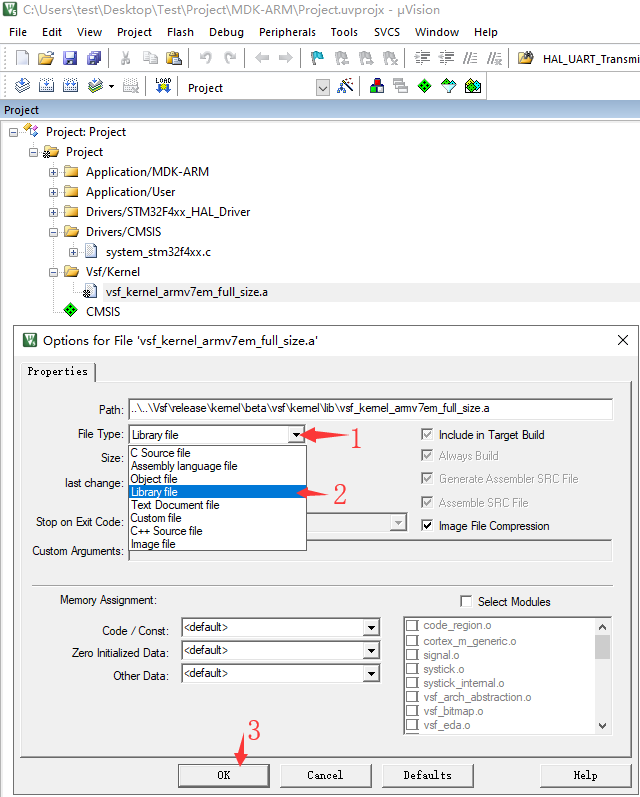 C:\Users\test\Desktop\Test\Project\MDK-ARM\Project.uvprojx - µVision
File Edit View Project Flash Debug Peripherals Tools SVCS Window Help
HAL_UART_Transmi
LOAD
Project
Project
Project: Project
Project
Application/MDK-ARM
Application/User
Drivers/STM32F4xx_HAL_Driver
Drivers/CMSIS
system_stm32f4xx.c
Vsf/Kernel
vsf_kernel_armv7em_full_size.a
CMSIS
Options for File 'vsf_kernel_armv7em_full_size.a'
Properties
Path: ..\..\Vsf\release\kernel\beta\vsf\kernel\lib\vsf_kernel_armv7em_full_size.a
File Type: Library file 1 Include in Target Build
Size: C Source file Always Build
Assembly language file
last change: Object file Generate Assembler SRC File
Library file 2
Text Document file Assemble SRC File
Stop on Exit Code: Custom file Image File Compression
C++ Source file
Custom Arguments: Image file
Memory Assignment: Select Modules
Code / Const: <default>
Zero Initialized Data: <default>
Other Data: <default>
code_region.o
cortex_m_generic.o
signal.o
systick.o
systick_internal.o
vsf_arch_abstraction.o
vsf_bitmap.o
vsf_eda.o
3
OK Cancel Defaults Help